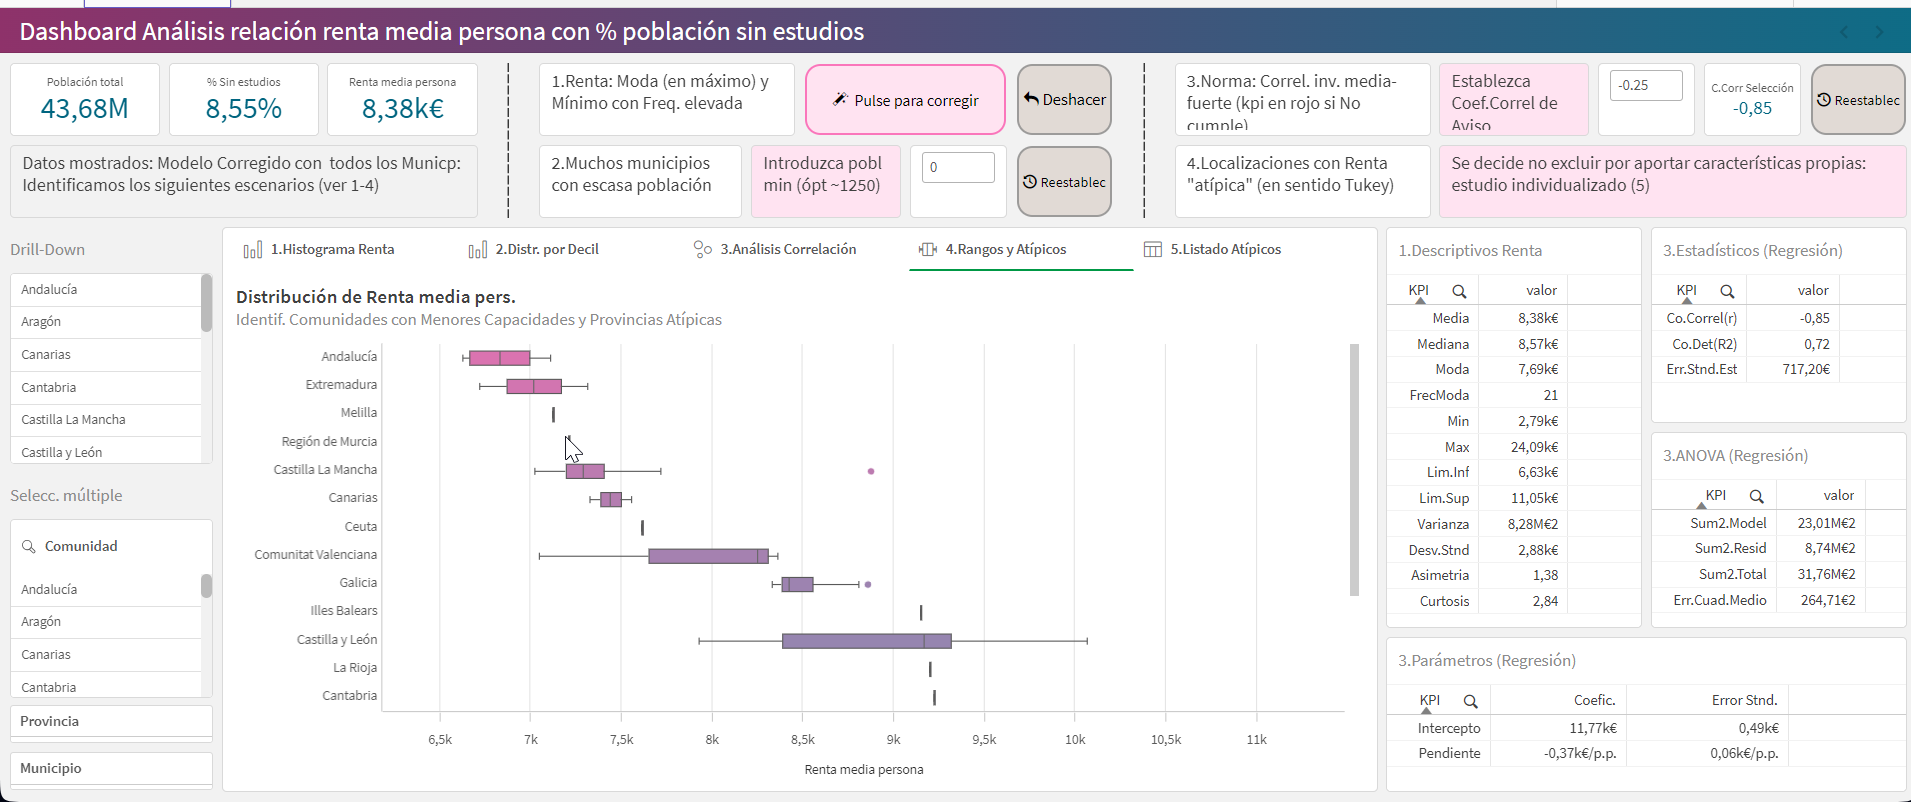 Dashboard Análisis relación renta media persona con % población sin estudios
Población total
43,68M
% Sin estudios
8,55%
Renta media persona
8,38k€
Datos mostrados: Modelo Corregido con todos los Municp:
Identificamos los siguientes escenarios (ver 1-4)
1.Renta: Moda (en máximo) y
Mínimo con Freq. elevada
Pulse para corregir
Deshacer
2.Muchos municipios
con escasa población
Introduzca pobl
min (ópt ~1250)
0
Reestablec
3.Norma: Correl. inv. media-
fuerte (kpi en rojo si No
cumple)
Establezca
Coef.Correl de
Aviso
-0.25
C.Corr Selección
-0,85
Reestablec
4.Localizaciones con Renta
"atípica" (en sentido Tukey)
Se decide no excluir por aportar características propias:
estudio individualizado (5)
Drill-Down
Andalucía
Aragón
Canarias
Cantabria
Castilla La Mancha
Castilla y León
Selecc. múltiple
Comunidad
Andalucía
Aragón
Canarias
Cantabria
Provincia
Municipio
1.Histograma Renta
2.Distr. por Decil
3.Análisis Correlación
4.Rangos y Atípicos
5.Listado Atípicos
Distribución de Renta media pers.
Identif. Comunidades con Menores Capacidades y Provincias Atípicas
Andalucía
Extremadura
Melilla
Región de Murcia
Castilla La Mancha
Canarias
Ceuta
Comunitat Valenciana
Galicia
Illes Balears
Castilla y León
La Rioja
Cantabria
6,5k 7k 7,5k 8k 8,5k 9k 9,5k 10k 10,5k 11k
Renta media persona
1.Descriptivos Renta
KPI valor
Media 8,38k€
Mediana 8,57k€
Moda 7,69k€
FrecModa 21
Min 2,79k€
Max 24,09k€
Lim.Inf 6,63k€
Lim.Sup 11,05k€
Varianza 8,28M€2
Desv.Stnd 2,88k€
Asimetria 1,38
Curtosis 2,84
3.Estadísticos (Regresión)
KPI valor
Co.Correl(r) -0,85
Co.Det(R2) 0,72
Err.Stnd.Est 717,20€
3.ANOVA (Regresión)
KPI valor
Sum2.Model 23,01M€2
Sum2.Resid 8,74M€2
Sum2.Total 31,76M€2
Err.Cuad.Medio 264,71€2
3.Parámetros (Regresión)
KPI Coefic. Error Stnd.
Intercepto 11,77k€ 0,49k€
Pendiente -0,37k€/p.p. 0,06k€/p.p.